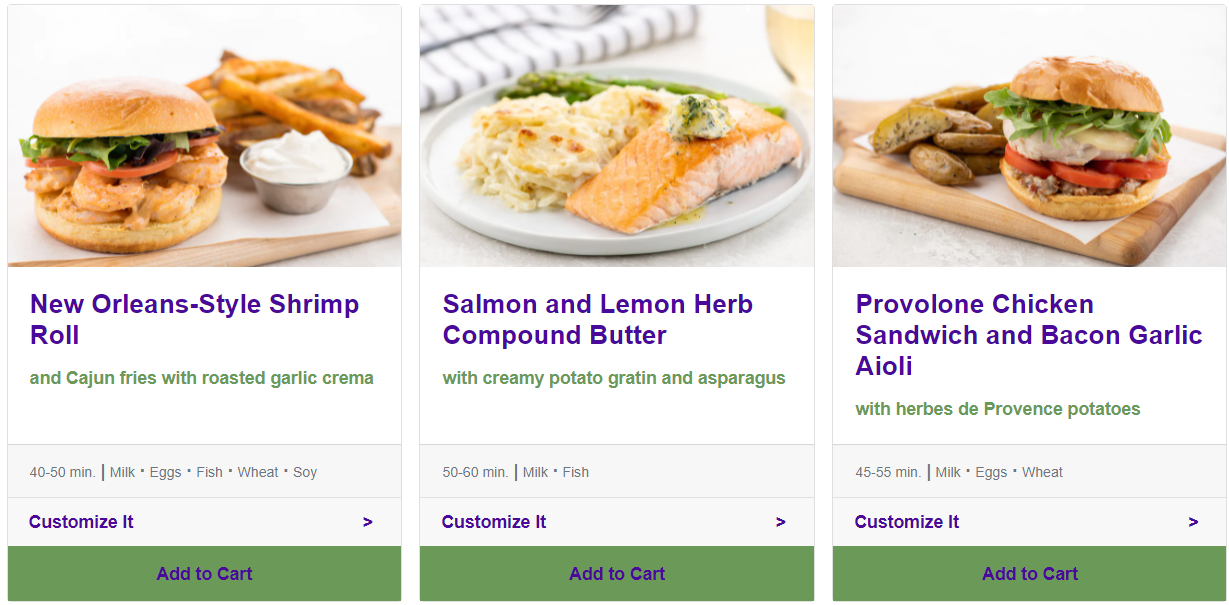 New Orleans-Style Shrimp
Roll
and Cajun fries with roasted garlic crema
40-50 min. | Milk · Eggs · Fish · Wheat · Soy
Customize It >
Add to Cart
Salmon and Lemon Herb
Compound Butter
with creamy potato gratin and asparagus
50-60 min. | Milk · Fish
Customize It >
Add to Cart
Provolone Chicken
Sandwich and Bacon Garlic
Aioli
with herbes de Provence potatoes
45-55 min. | Milk · Eggs · Wheat
Customize It >
Add to Cart